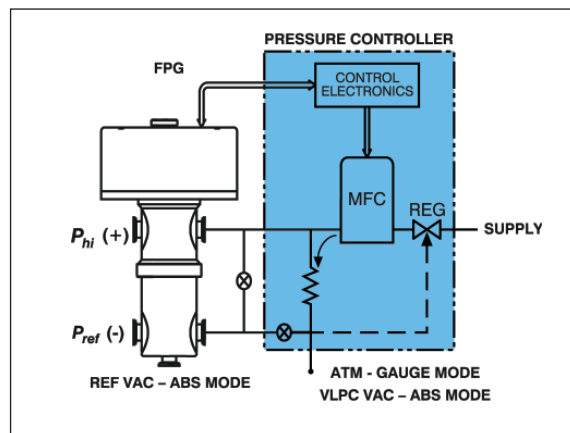 PRESSURE CONTROLLER
FPG
CONTROL
ELECTRONICS
MFC
REG
SUPPLY
Phi (+)
Pref (-)
REF VAC – ABS MODE
ATM - GAUGE MODE
VLPC VAC – ABS MODE